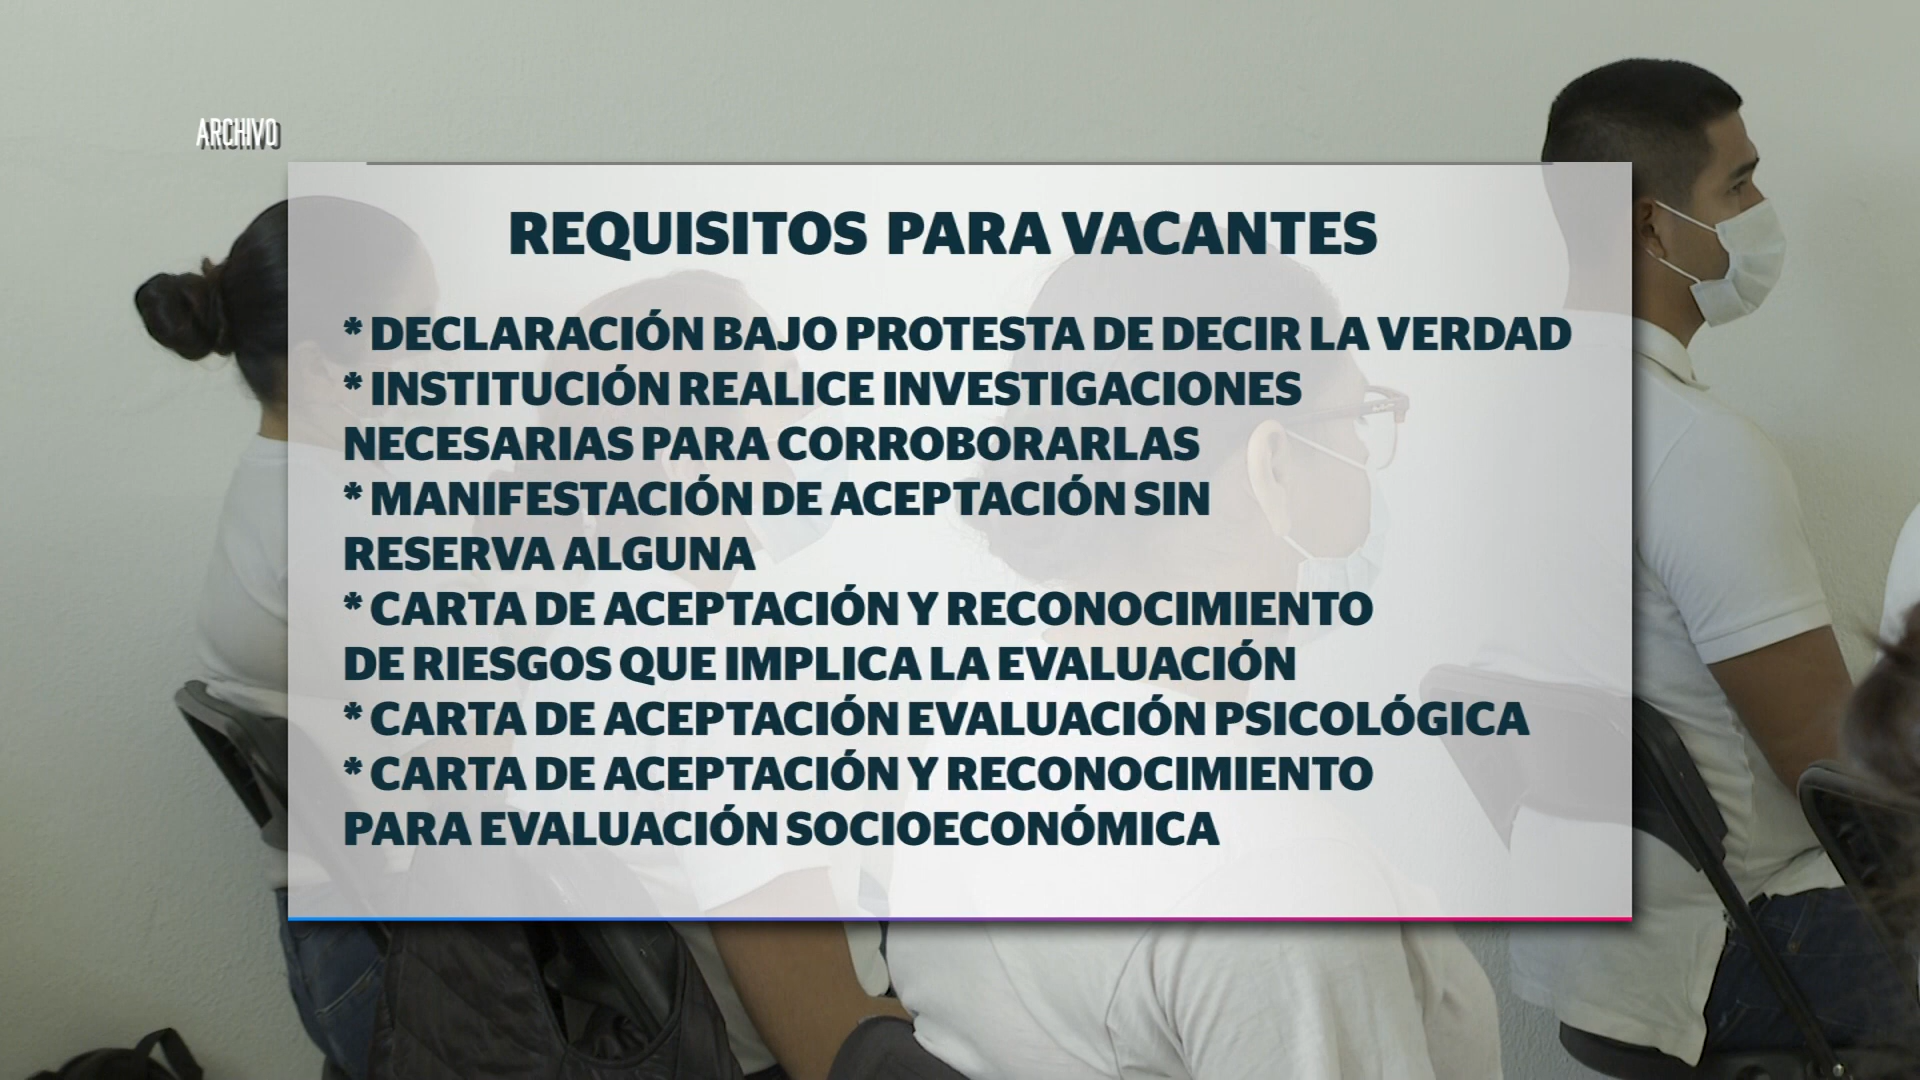 ARCHIVO
REQUISITOS PARA VACANTES
* DECLARACIÓN BAJO PROTESTA DE DECIR LA VERDAD
* INSTITUCIÓN REALICE INVESTIGACIONES
NECESARIAS PARA CORROBORARLAS
* MANIFESTACIÓN DE ACEPTACIÓN SIN
RESERVA ALGUNA
* CARTA DE ACEPTACIÓN Y RECONOCIMIENTO
DE RIESGOS QUE IMPLICA LA EVALUACIÓN
* CARTA DE ACEPTACIÓN EVALUACIÓN PSICOLÓGICA
* CARTA DE ACEPTACIÓN Y RECONOCIMIENTO
PARA EVALUACIÓN SOCIOECONÓMICA